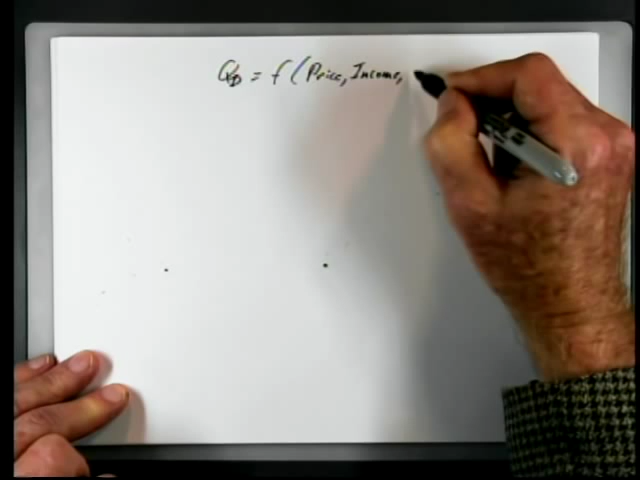 QD = f (Price, Income,